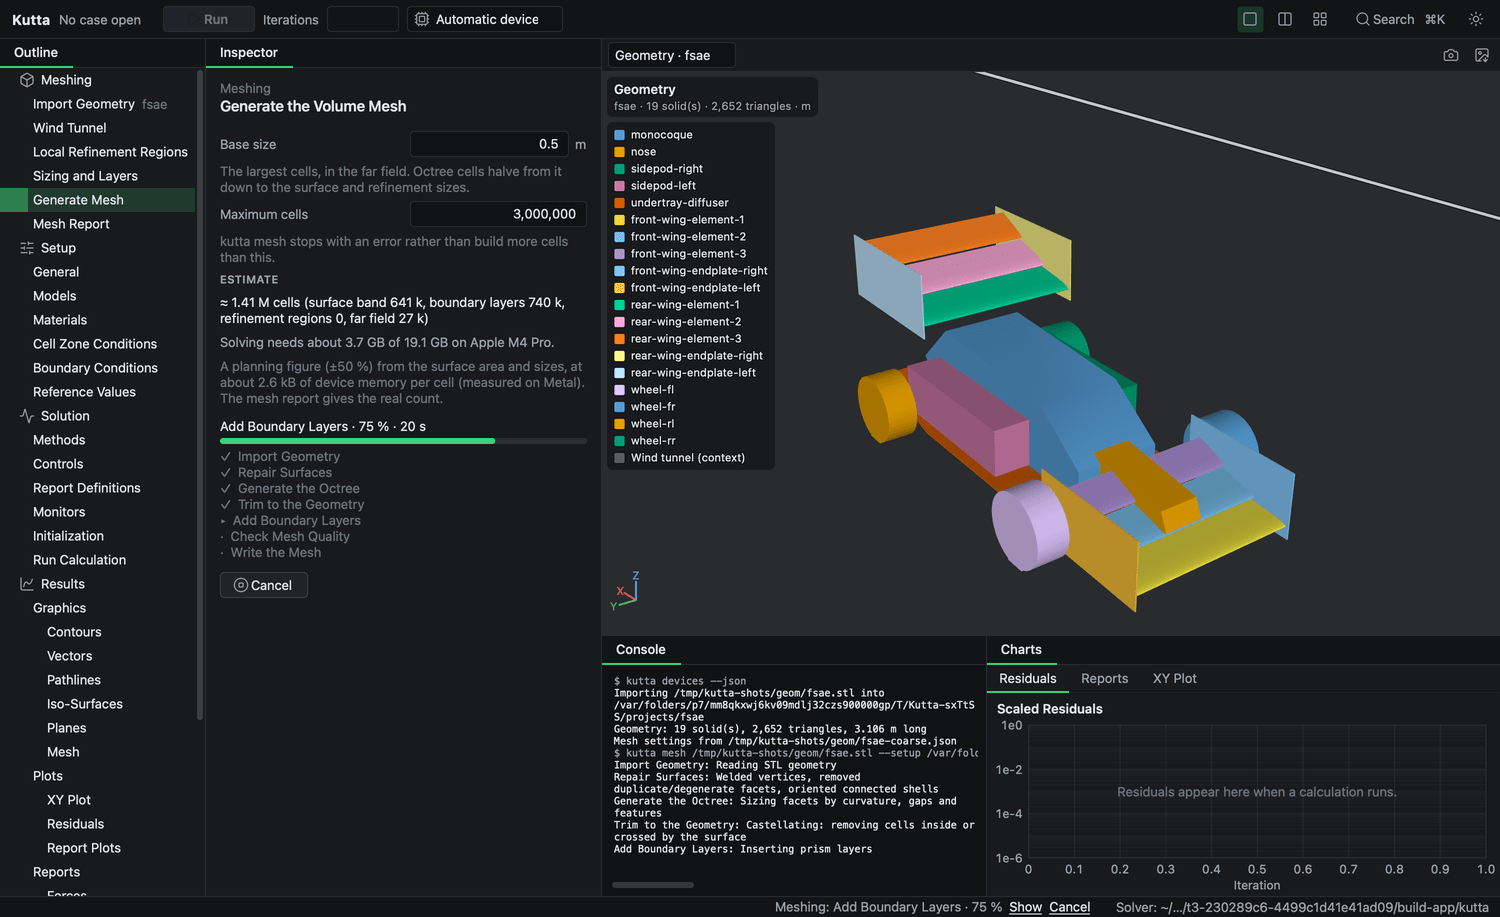 Kutta No case open Run Iterations Automatic device Search ⌘K
Outline
Meshing
Import Geometry fsae
Wind Tunnel
Local Refinement Regions
Sizing and Layers
Generate Mesh
Mesh Report
Setup
General
Models
Materials
Cell Zone Conditions
Boundary Conditions
Reference Values
Solution
Methods
Controls
Report Definitions
Monitors
Initialization
Run Calculation
Results
Graphics
Contours
Vectors
Pathlines
Iso-Surfaces
Planes
Mesh
Plots
XY Plot
Residuals
Report Plots
Reports
Forces
Inspector
Meshing
Generate the Volume Mesh
Base size 0.5 m
The largest cells, in the far field. Octree cells halve from it
down to the surface and refinement sizes.
Maximum cells 3,000,000
kutta mesh stops with an error rather than build more cells
than this.
ESTIMATE
≈ 1.41 M cells (surface band 641 k, boundary layers 740 k,
refinement regions 0, far field 27 k)
Solving needs about 3.7 GB of 19.1 GB on Apple M4 Pro.
A planning figure (±50 %) from the surface area and sizes, at
about 2.6 kB of device memory per cell (measured on Metal).
The mesh report gives the real count.
Add Boundary Layers · 75 % · 20 s
✓ Import Geometry
✓ Repair Surfaces
✓ Generate the Octree
✓ Trim to the Geometry
▸ Add Boundary Layers
· Check Mesh Quality
· Write the Mesh
Cancel
Geometry · fsae
Geometry
fsae · 19 solid(s) · 2,652 triangles · m
monocoque
nose
sidepod-right
sidepod-left
undertray-diffuser
front-wing-element-1
front-wing-element-2
front-wing-element-3
front-wing-endplate-right
front-wing-endplate-left
rear-wing-element-1
rear-wing-element-2
rear-wing-element-3
rear-wing-endplate-right
rear-wing-endplate-left
wheel-fl
wheel-fr
wheel-rl
wheel-rr
Wind tunnel (context)
Z
X
Y
Console
$ kutta devices --json
Importing /tmp/kutta-shots/geom/fsae.stl into
/var/folders/p7/mm8qkxwj6kv09mdlj32czs900000gp/T/Kutta-sxTtS
S/projects/fsae
Geometry: 19 solid(s), 2,652 triangles, 3.106 m long
Mesh settings from /tmp/kutta-shots/geom/fsae-coarse.json
$ kutta mesh /tmp/kutta-shots/geom/fsae.stl --setup /var/fold
Import Geometry: Reading STL geometry
Repair Surfaces: Welded vertices, removed
duplicate/degenerate facets, oriented connected shells
Generate the Octree: Sizing facets by curvature, gaps and
features
Trim to the Geometry: Castellating: removing cells inside or
crossed by the surface
Add Boundary Layers: Inserting prism layers
Charts
Residuals Reports XY Plot
Scaled Residuals
1e0
1e-2
1e-4
1e-6
Residuals appear here when a calculation runs.
0 0.1 0.2 0.3 0.4 0.5 0.6 0.7 0.8 0.9 1.0
Iteration
Meshing: Add Boundary Layers · 75 % Show Cancel Solver: ~/.../t3-230289c6-4499c1d41e41ad09/build-app/kutta